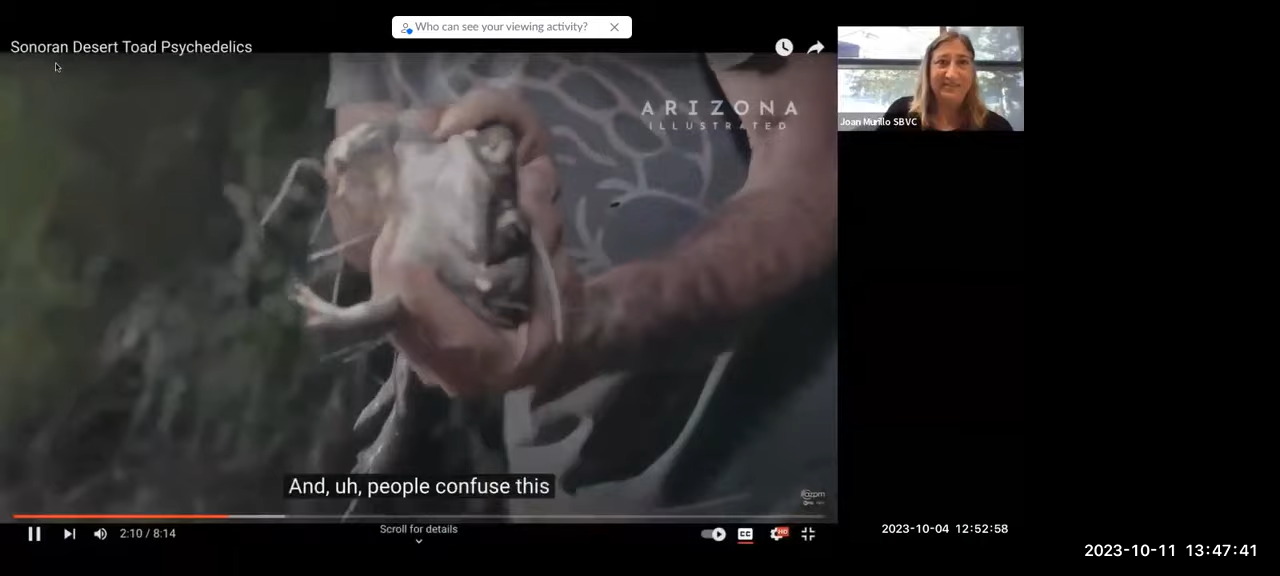 Who can see your viewing activity?
Sonoran Desert Toad Psychedelics
ARIZONA
ILLUSTRATED
Joan Murillo SBVC
And, uh, people confuse this
2:10 / 8:14
Scroll for details
CC
HD
2023-10-04 12:52:58
2023-10-11 13:47:41